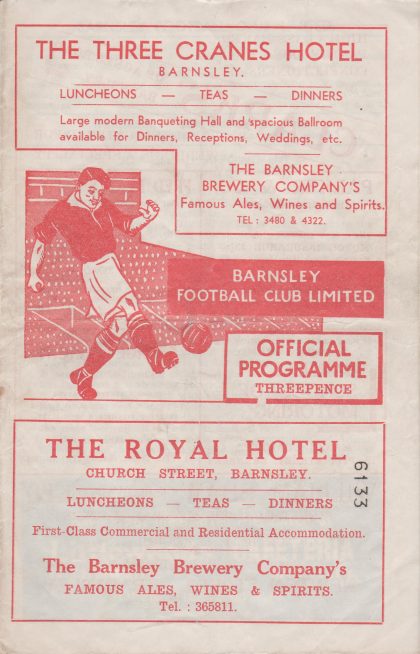 THE THREE CRANES HOTEL
BARNSLEY.
LUNCHEONS — TEAS — DINNERS
Large modern Banqueting Hall and spacious Ballroom
available for Dinners, Receptions, Weddings, etc.
THE BARNSLEY
BREWERY COMPANY'S
Famous Ales, Wines and Spirits.
TEL : 3480 & 4322.
BARNSLEY
FOOTBALL CLUB LIMITED
OFFICIAL
PROGRAMME
THREEPENCE
THE ROYAL HOTEL
CHURCH STREET, BARNSLEY.
LUNCHEONS — TEAS — DINNERS
First-Class Commercial and Residential Accommodation.
The Barnsley Brewery Company's
FAMOUS ALES, WINES & SPIRITS.
Tel. : 365811.
6133